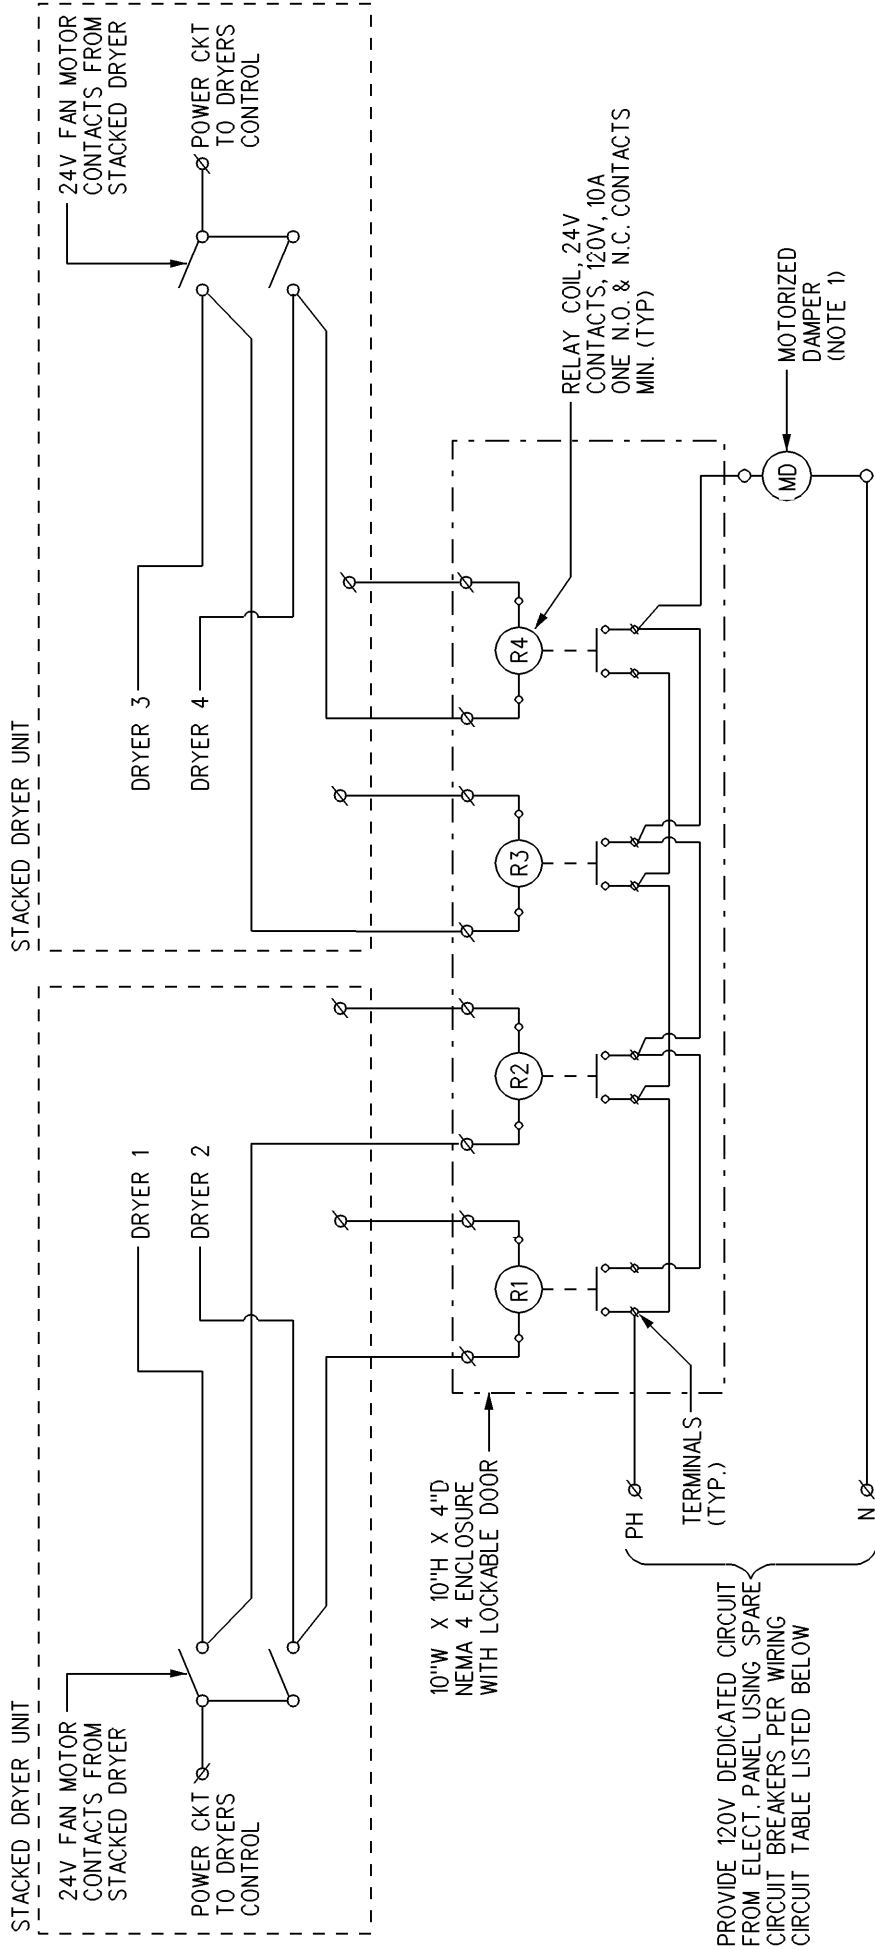 STACKED DRYER UNIT
24V FAN MOTOR
CONTACTS FROM
STACKED DRYER
POWER CKT
TO DRYERS
CONTROL
DRYER 1
DRYER 2
STACKED DRYER UNIT
DRYER 3
DRYER 4
24V FAN MOTOR
CONTACTS FROM
STACKED DRYER
POWER CKT
TO DRYERS
CONTROL
10"W X 10"H X 4"D
NEMA 4 ENCLOSURE
WITH LOCKABLE DOOR
R1
R2
R3
R4
RELAY COIL, 24V
CONTACTS, 120V, 10A
ONE N.O. & N.C. CONTACTS
MIN. (TYP)
PH
TERMINALS
(TYP.)
N
MD
MOTORIZED
DAMPER
(NOTE 1)
PROVIDE 120V DEDICATED CIRCUIT
FROM ELECT. PANEL USING SPARE
CIRCUIT BREAKERS PER WIRING
CIRCUIT TABLE LISTED BELOW